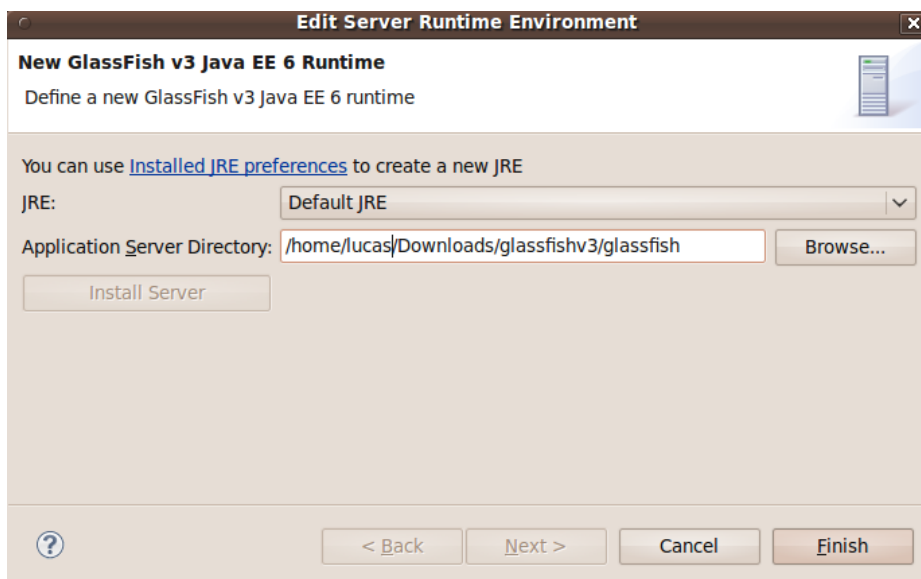 Edit Server Runtime Environment
New GlassFish v3 Java EE 6 Runtime
Define a new GlassFish v3 Java EE 6 runtime
You can use Installed JRE preferences to create a new JRE
JRE: Default JRE
Application Server Directory: /home/lucas/Downloads/glassfishv3/glassfish Browse...
Install Server
< Back Next > Cancel Finish